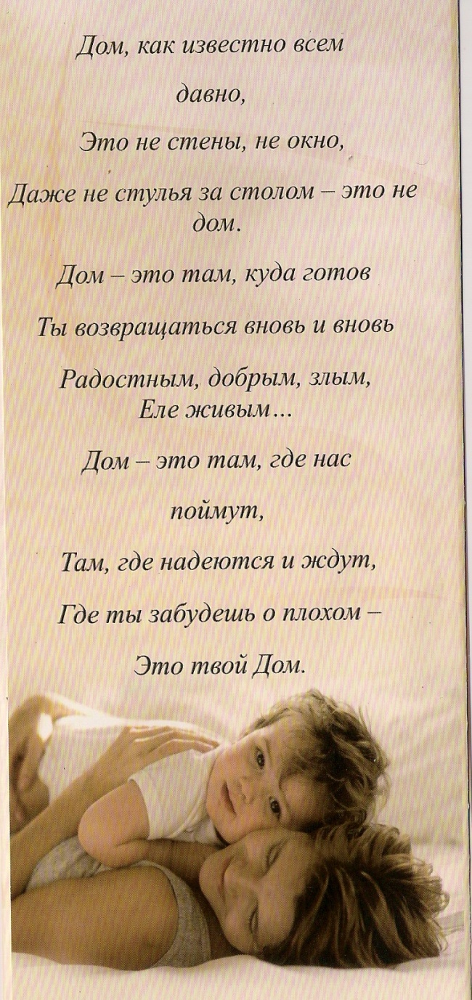 Дом, как известно всем
давно,
Это не стены, не окно,
Даже не стулья за столом – это не
дом.
Дом – это там, куда готов
Ты возвращаться вновь и вновь
Радостным, добрым, злым,
Еле живым...
Дом – это там, где нас
поймут,
Там, где надеются и ждут,
Где ты забудешь о плохом –
Это твой Дом.